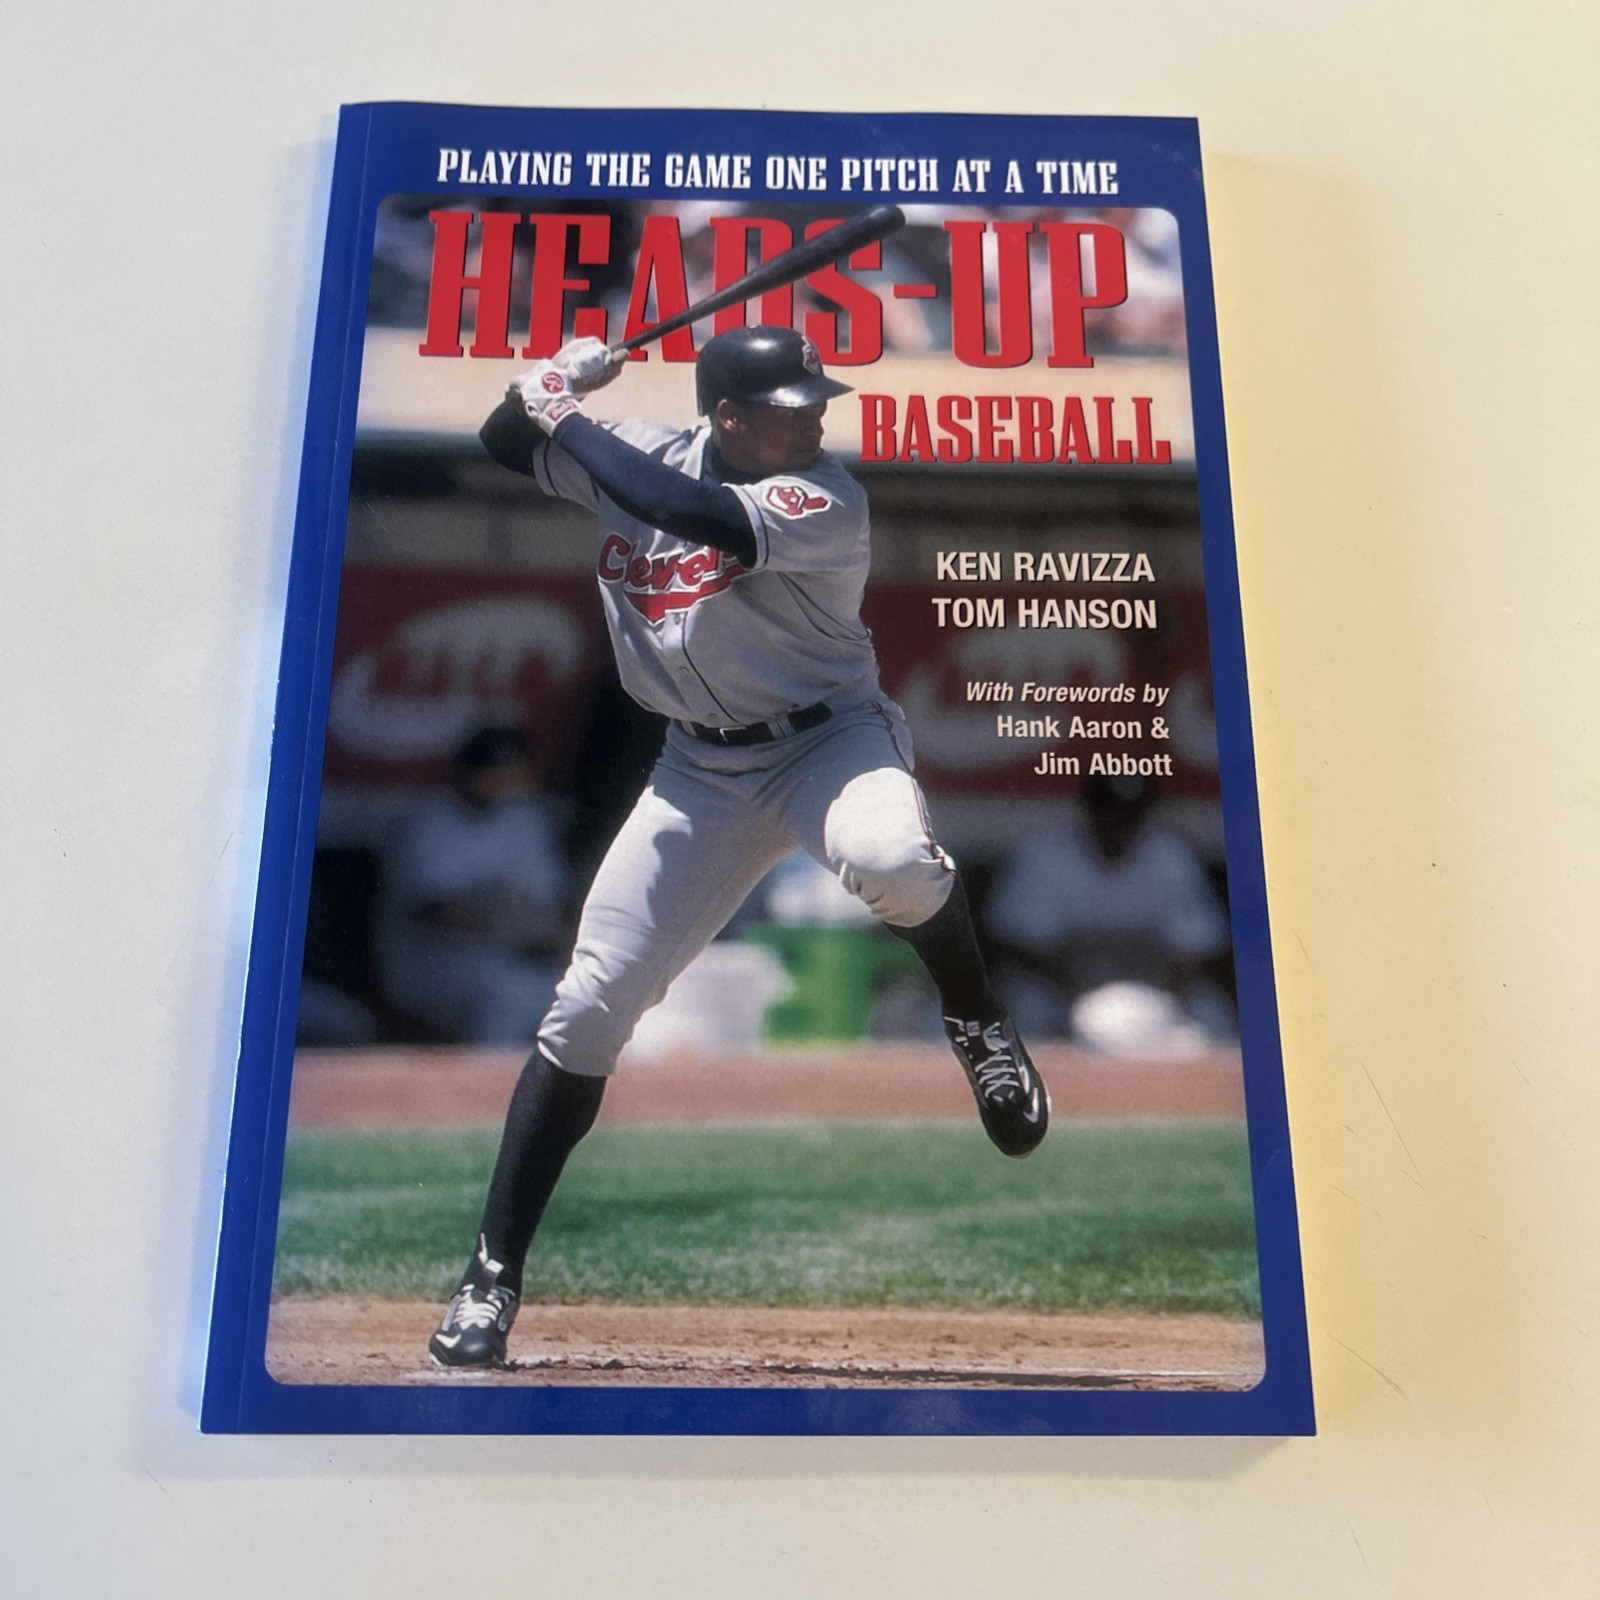 PLAYING THE GAME ONE PITCH AT A TIME
HEADS-UP
BASEBALL
KEN RAVIZZA
TOM HANSON
With Forewords by
Hank Aaron &
Jim Abbott
Clevel